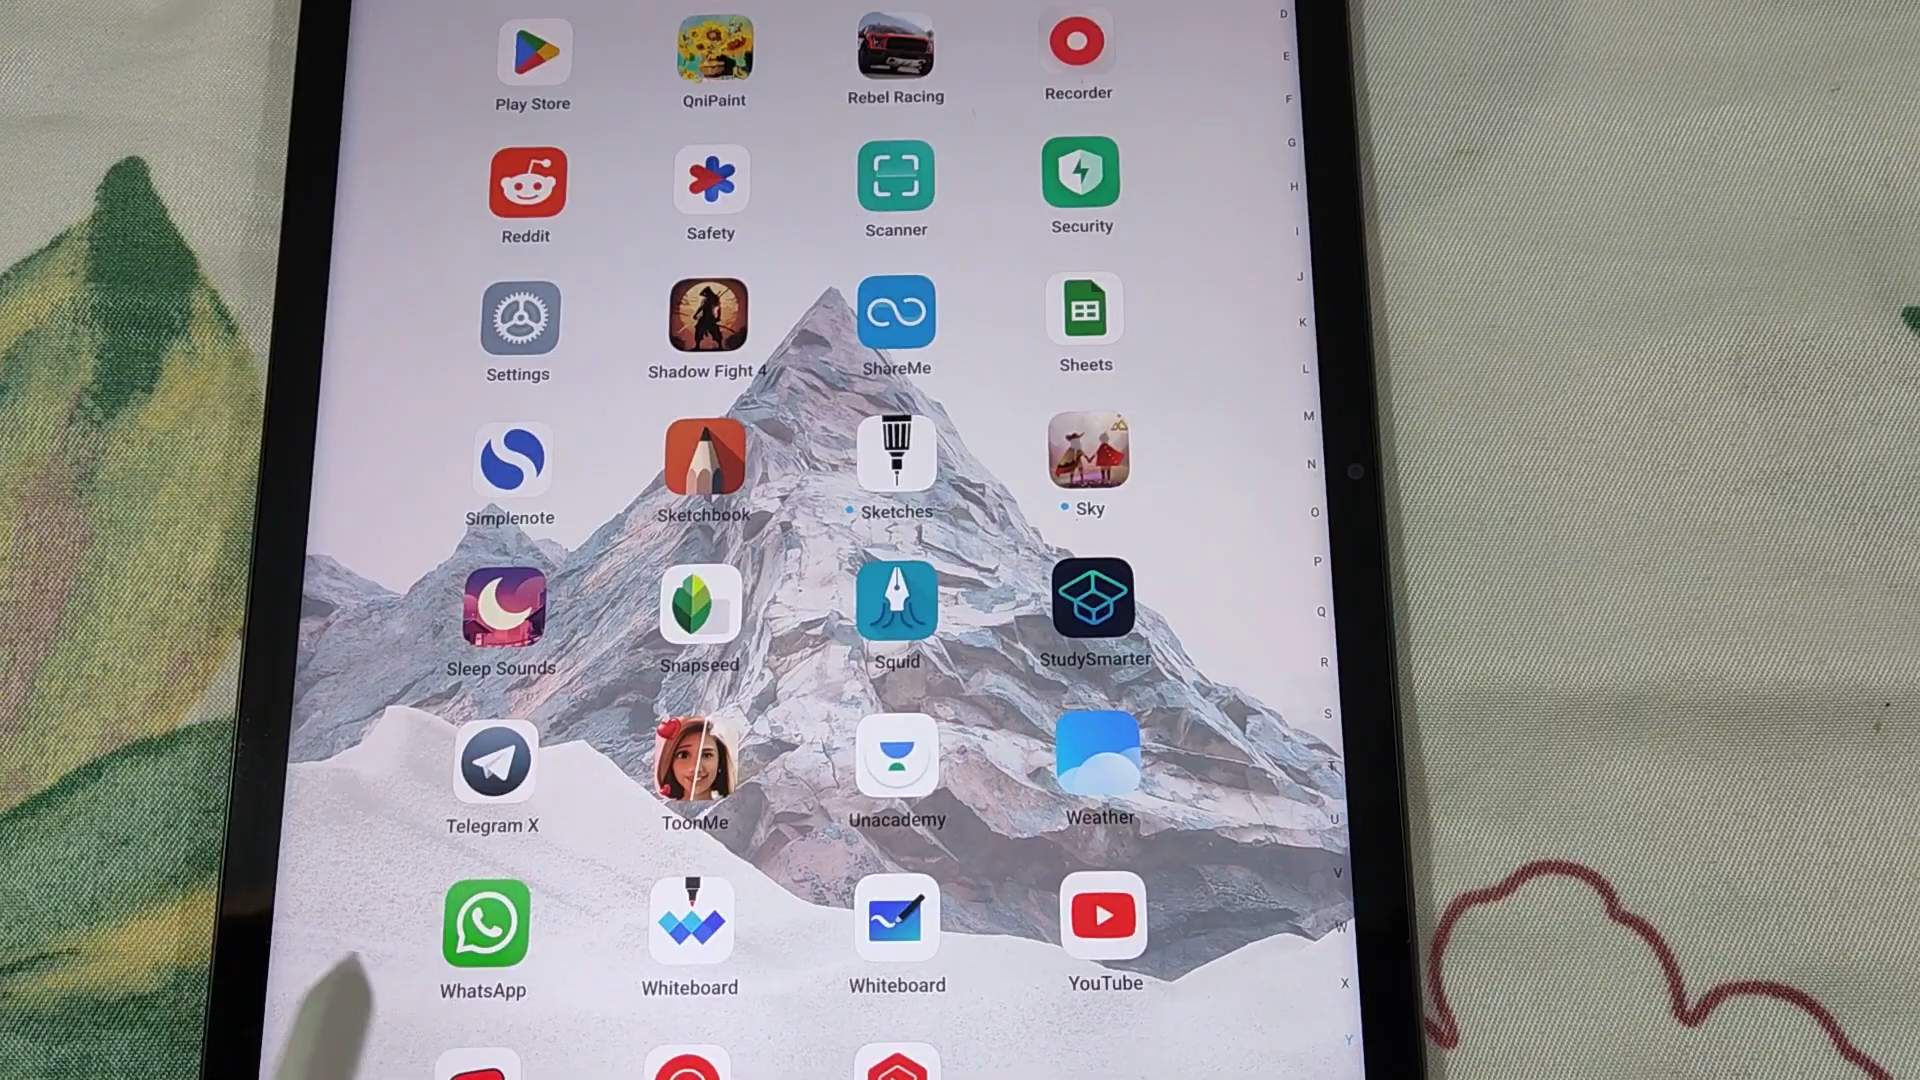 Play Store
QniPaint
Rebel Racing
Recorder
Reddit
Safety
Scanner
Security
Settings
Shadow Fight 4
ShareMe
Sheets
Simplenote
Sketchbook
Sketches
Sky
Sleep Sounds
Snapseed
Squid
StudySmarter
Telegram X
ToonMe
Unacademy
Weather
WhatsApp
Whiteboard
Whiteboard
YouTube
D
E
F
G
H
I
J
K
L
M
N
O
P
Q
R
S
T
U
V
W
X
Y